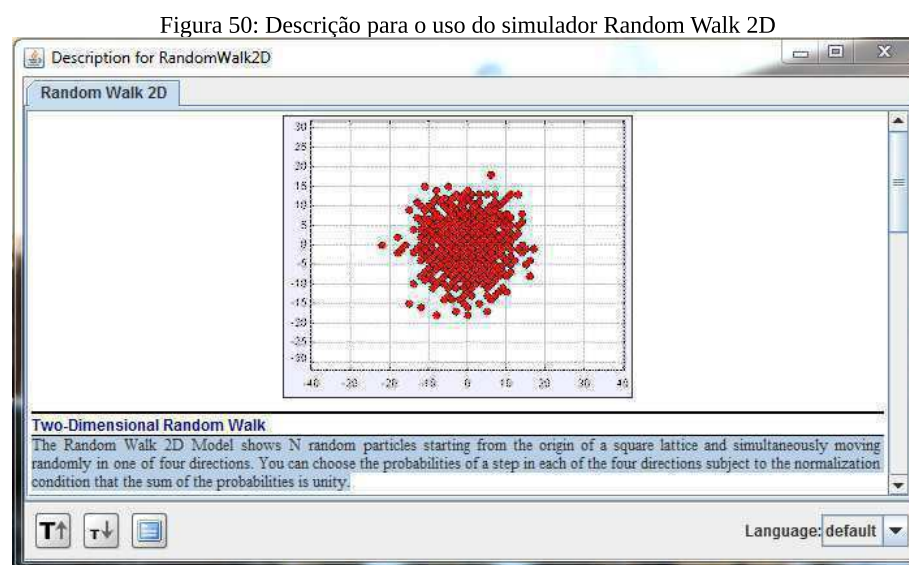 Figura 50: Descrição para o uso do simulador Random Walk 2D
Description for RandomWalk2D
Random Walk 2D
30
25
20
15
10
5
0
-5
-10
-15
-20
-25
-30
-40 -30 -20 -10 0 10 20 30 40
Two-Dimensional Random Walk
The Random Walk 2D Model shows N random particles starting from the origin of a square lattice and simultaneously moving
randomly in one of four directions. You can choose the probabilities of a step in each of the four directions subject to the normalization
condition that the sum of the probabilities is unity.
T T Language: default